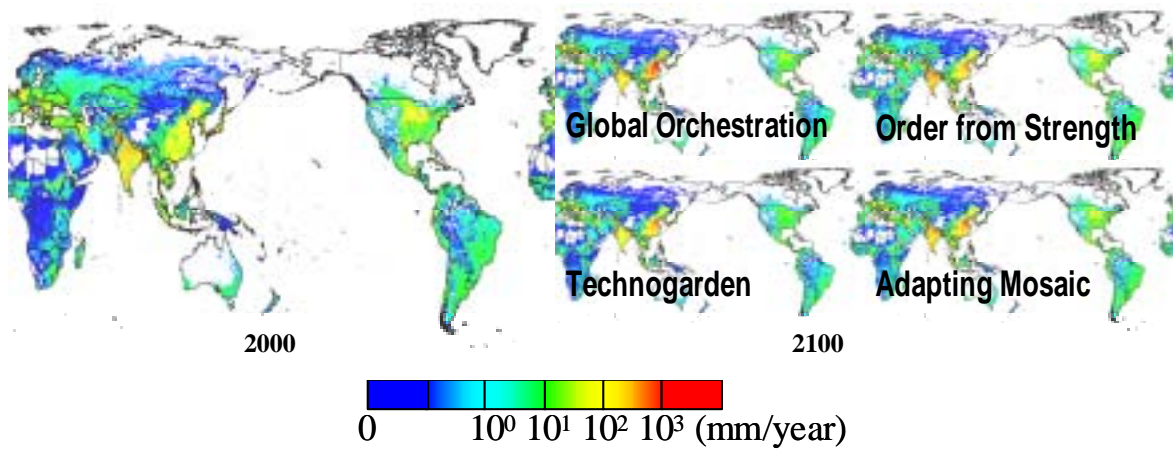 Global Orchestration
Order from Strength
Technogarden
Adapting Mosaic
2000
2100
0 10⁰ 10¹ 10² 10³ (mm/year)